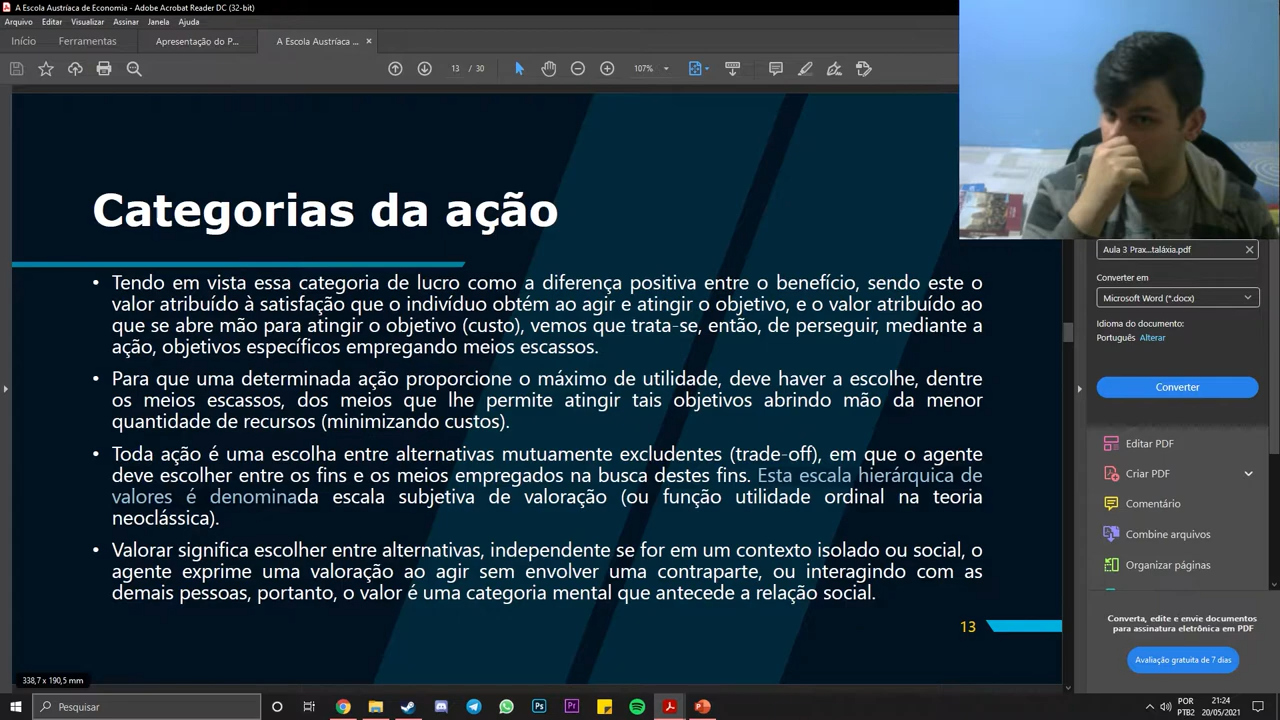 A Escola Austríaca de Economia - Adobe Acrobat Reader DC (32-bit)
Arquivo Editar Visualizar Assinar Janela Ajuda
Início Ferramentas Apresentação do P... A Escola Austríaca ... ×
13 / 30 107%
Categorias da ação
• Tendo em vista essa categoria de lucro como a diferença positiva entre o benefício, sendo este o
valor atribuído à satisfação que o indivíduo obtém ao agir e atingir o objetivo, e o valor atribuído ao
que se abre mão para atingir o objetivo (custo), vemos que trata-se, então, de perseguir, mediante a
ação, objetivos específicos empregando meios escassos.
• Para que uma determinada ação proporcione o máximo de utilidade, deve haver a escolhe, dentre
os meios escassos, dos meios que lhe permite atingir tais objetivos abrindo mão da menor
quantidade de recursos (minimizando custos).
• Toda ação é uma escolha entre alternativas mutuamente excludentes (trade-off), em que o agente
deve escolher entre os fins e os meios empregados na busca destes fins. Esta escala hierárquica de
valores é denominada escala subjetiva de valoração (ou função utilidade ordinal na teoria
neoclássica).
• Valorar significa escolher entre alternativas, independente se for em um contexto isolado ou social, o
agente exprime uma valoração ao agir sem envolver uma contraparte, ou interagindo com as
demais pessoas, portanto, o valor é uma categoria mental que antecede a relação social.
13
338,7 x 190,5 mm
Aula 3 Prax...taláxia.pdf
Converter em
Microsoft Word (*.docx)
Idioma do documento:
Português Alterar
Converter
Editar PDF
Criar PDF
Comentário
Combine arquivos
Organizar páginas
Converta, edite e envie documentos
para assinatura eletrônica em PDF
Avaliação gratuita de 7 dias
Pesquisar
POR
PTB2
21:24
20/05/2021